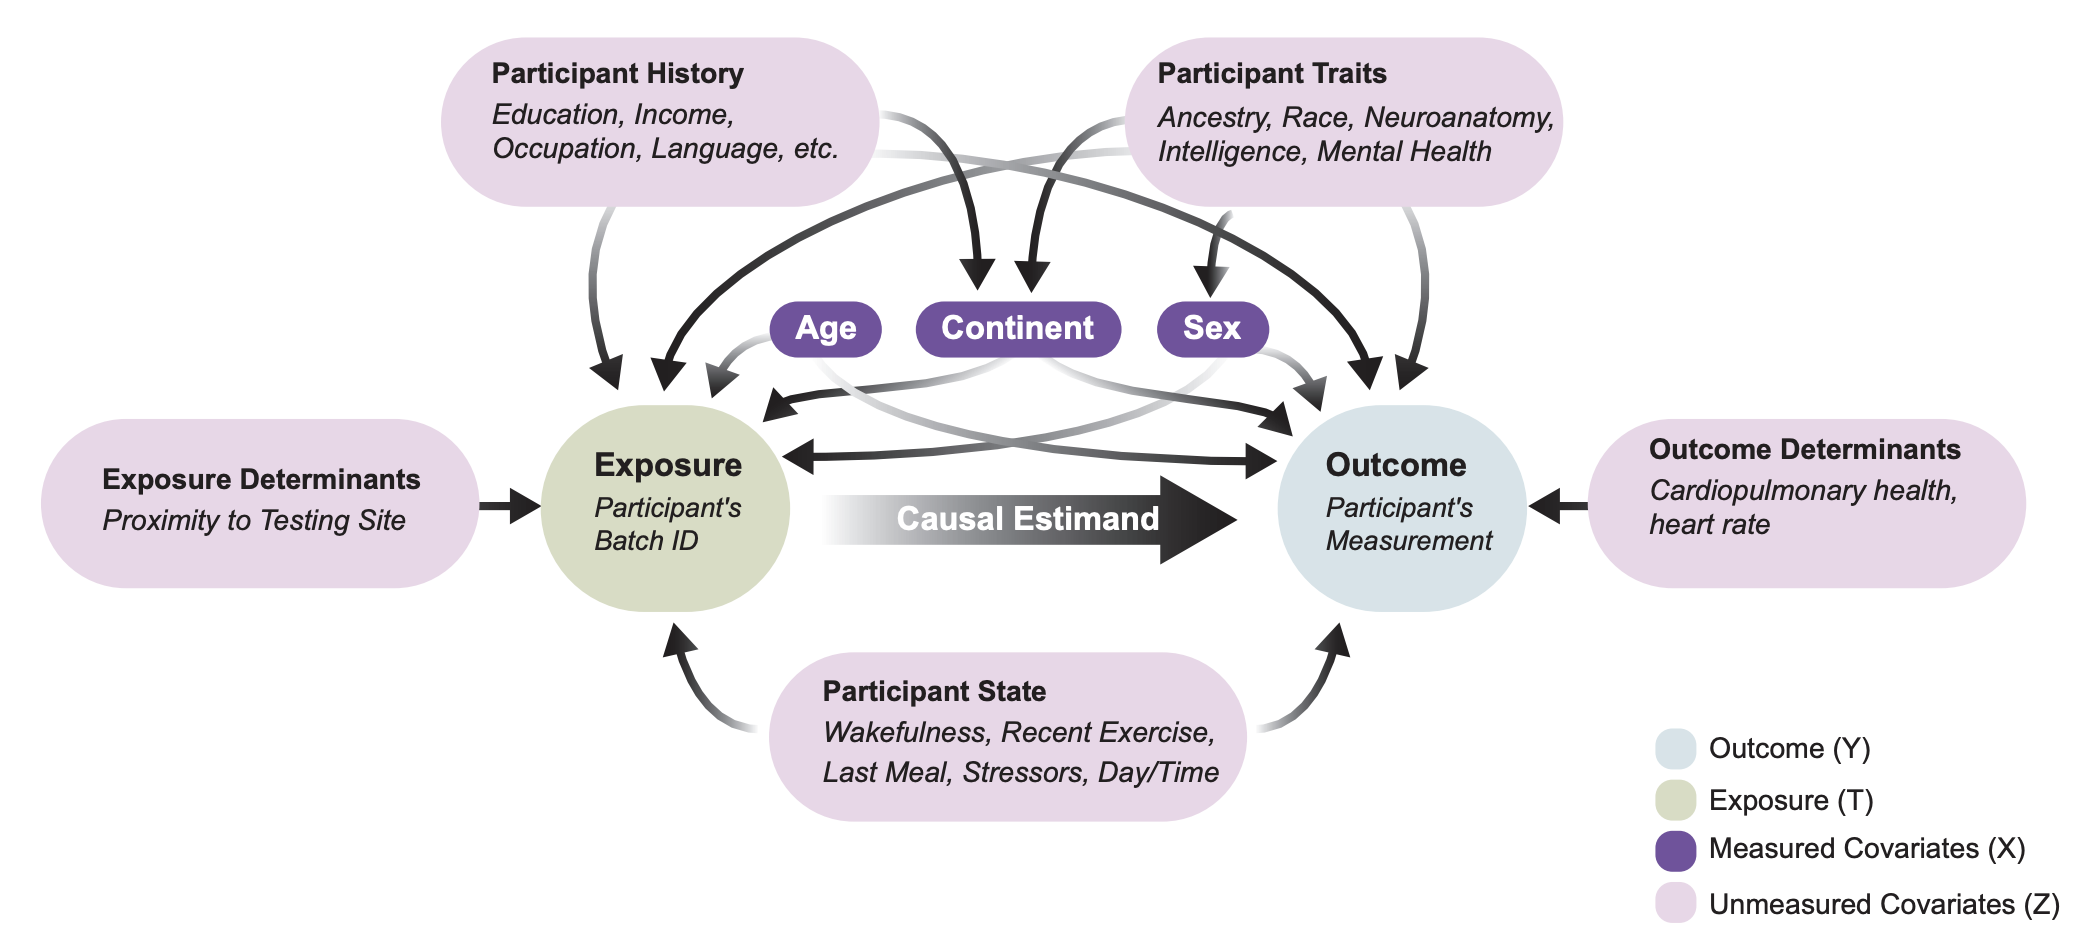 Participant History
Education, Income,
Occupation, Language, etc.
Participant Traits
Ancestry, Race, Neuroanatomy,
Intelligence, Mental Health
Age
Continent
Sex
Exposure Determinants
Proximity to Testing Site
Exposure
Participant's
Batch ID
Causal Estimand
Outcome
Participant's
Measurement
Outcome Determinants
Cardiopulmonary health,
heart rate
Participant State
Wakefulness, Recent Exercise,
Last Meal, Stressors, Day/Time
Outcome (Y)
Exposure (T)
Measured Covariates (X)
Unmeasured Covariates (Z)